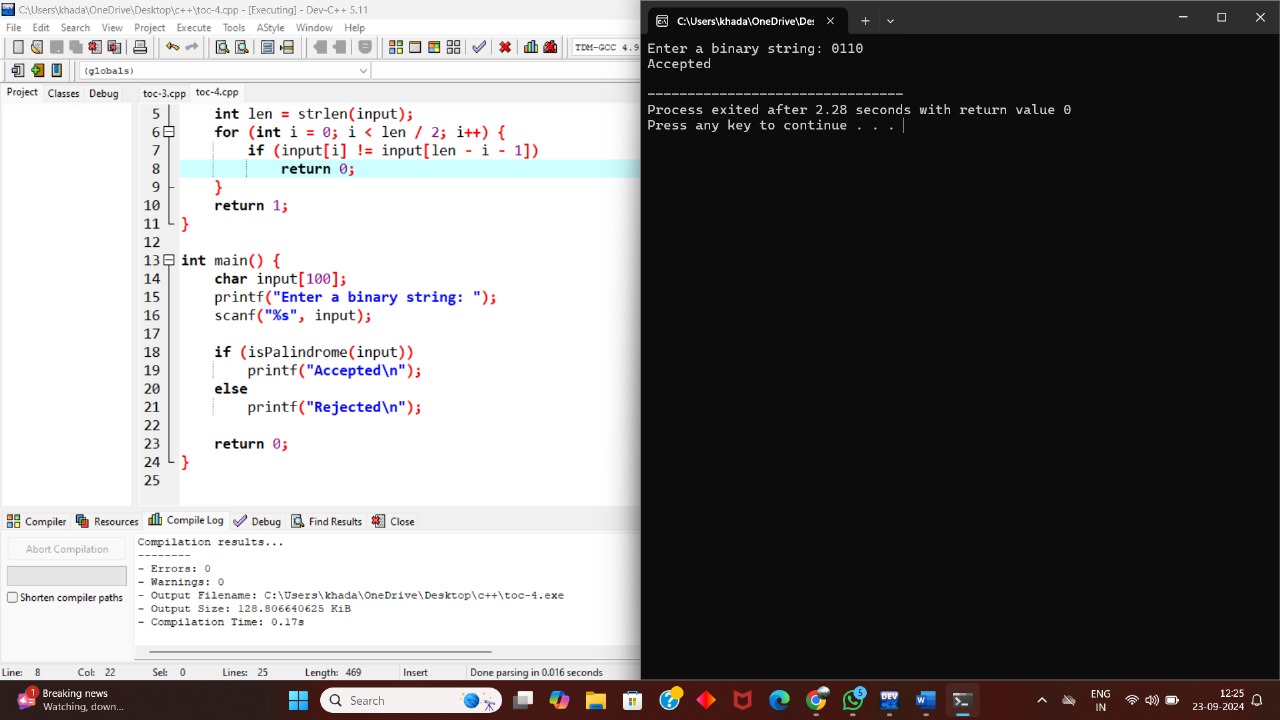 C:\Users\khada\OneDrive\Desktop\c++\toc-4.cpp - [Executing] - Dev-C++ 5.11
File Edit Search View Project Execute Tools AStyle Window Help
TDM-GCC 4.9
(globals)
Project Classes Debug
toc-3.cpp toc-4.cpp
5 int len = strlen(input);
6 for (int i = 0; i < len / 2; i++) {
7 if (input[i] != input[len - i - 1])
8 return 0;
9 }
10 return 1;
11 }
12
13 int main() {
14 char input[100];
15 printf("Enter a binary string: ");
16 scanf("%s", input);
17
18 if (isPalindrome(input))
19 printf("Accepted\n");
20 else
21 printf("Rejected\n");
22
23 return 0;
24 }
25
Compiler Resources Compile Log Debug Find Results Close
Abort Compilation
Shorten compiler paths
Compilation results...
--------
- Errors: 0
- Warnings: 0
- Output Filename: C:\Users\khada\OneDrive\Desktop\c++\toc-4.exe
- Output Size: 128.806640625 KiB
- Compilation Time: 0.17s
Line: 8 Col: 22 Sel: 0 Lines: 25 Length: 469 Insert Done parsing in 0.016 seconds
C:\Users\khada\OneDrive\Des
Enter a binary string: 0110
Accepted
--------------------------------
Process exited after 2.28 seconds with return value 0
Press any key to continue . . .
1
Breaking news
Watching, down...
Search
5
DEV
ENG
IN
12:25
23-09-2024